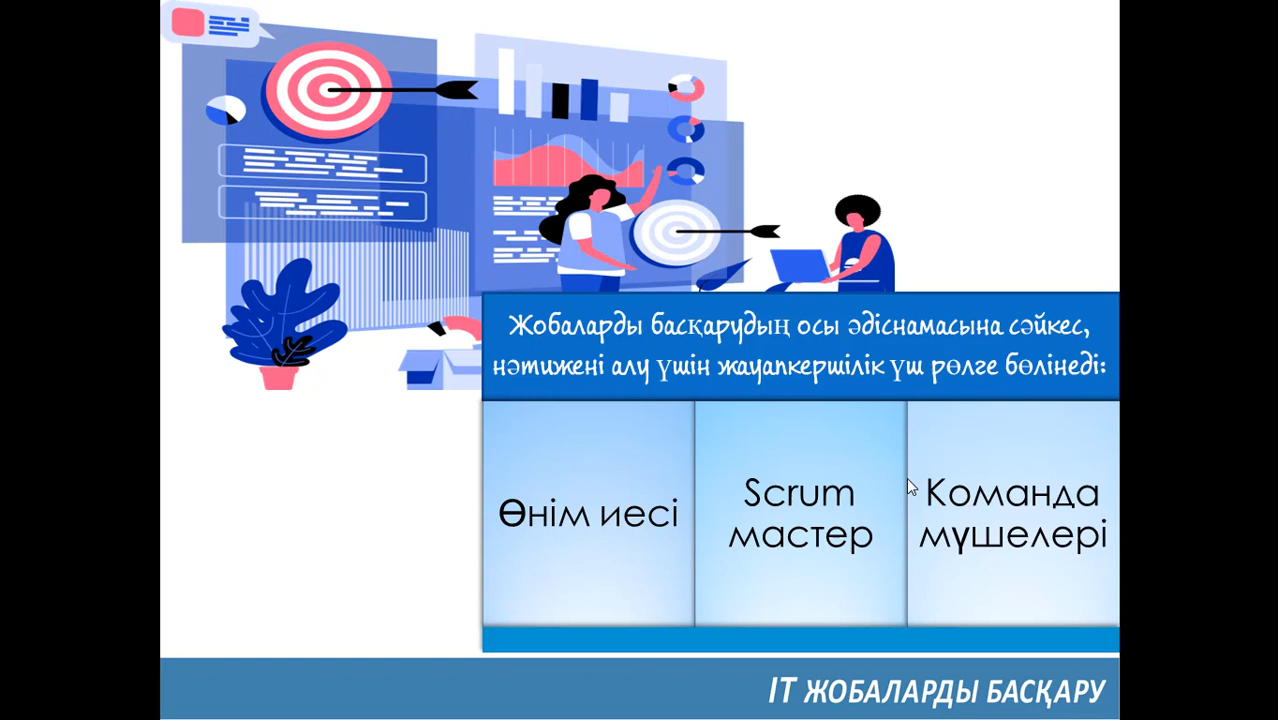 Жобаларды басқарудың осы әдіснамасына сәйкес,
нәтижені алу үшін жауапкершілік үш рөлге бөлінеді:
Өнім иесі
Scrum
мастер
Команда
мүшелері
IT ЖОБАЛАРДЫ БАСҚАРУ